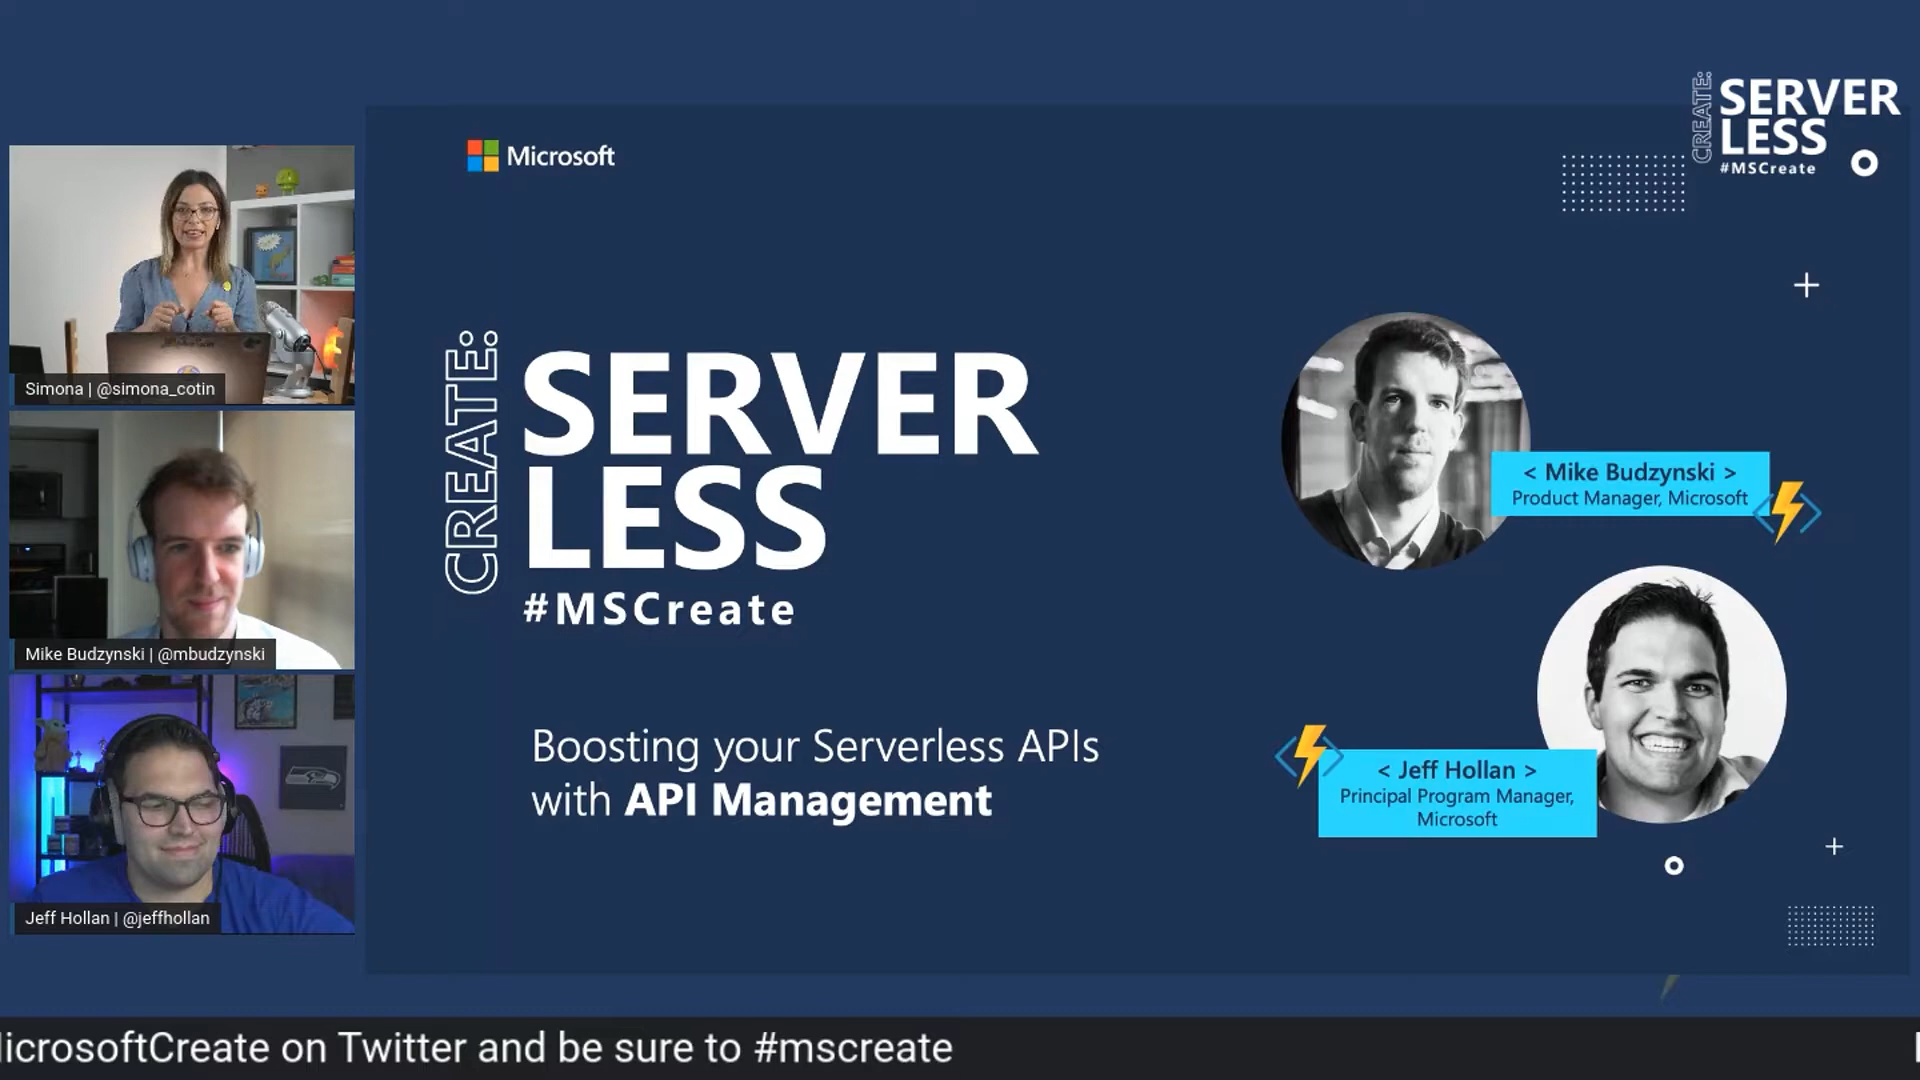 Microsoft
CREATE:
SERVER
LESS
#MSCreate
Simona | @simona_cotin
Mike Budzynski | @mbudzynski
Jeff Hollan | @jeffhollan
CREATE:
SERVER
LESS
#MSCreate
Boosting your Serverless APIs
with API Management
< Mike Budzynski >
Product Manager, Microsoft
< Jeff Hollan >
Principal Program Manager,
Microsoft
icrosoftCreate on Twitter and be sure to #mscreate